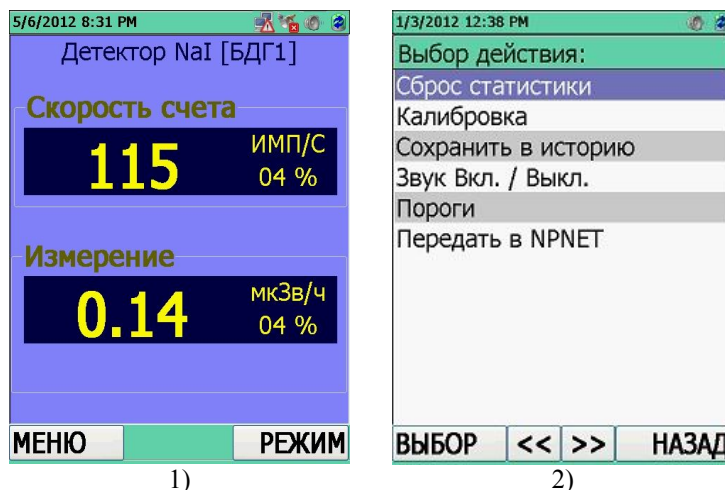 5/6/2012 8:31 PM
Детектор NaI [БДГ1]
Скорость счета
115
ИМП/С
04 %
Измерение
0.14
мкЗв/ч
04 %
МЕНЮ
РЕЖИМ
1)
1/3/2012 12:38 PM
Выбор действия:
Сброс статистики
Калибровка
Сохранить в историю
Звук Вкл. / Выкл.
Пороги
Передать в NPNET
ВЫБОР << >> НАЗАД
2)